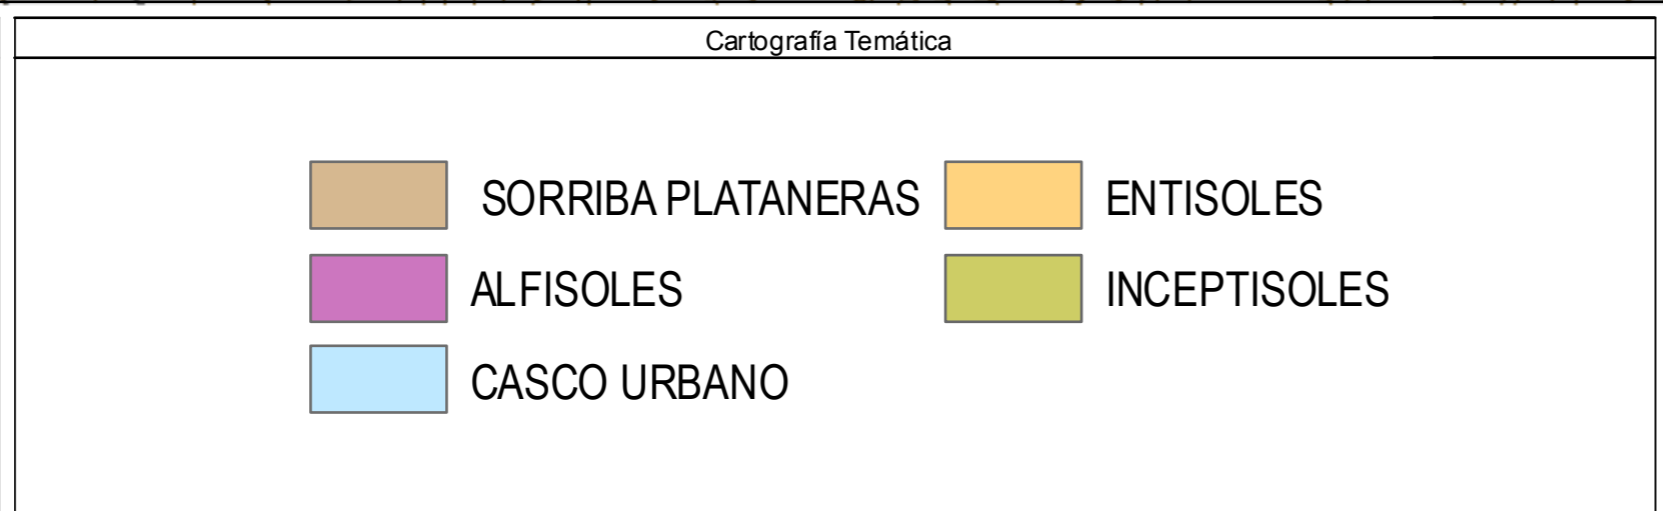 Cartografía Temática
SORRIBA PLATANERAS
ENTISOLES
ALFISOLES
INCEPTISOLES
CASCO URBANO